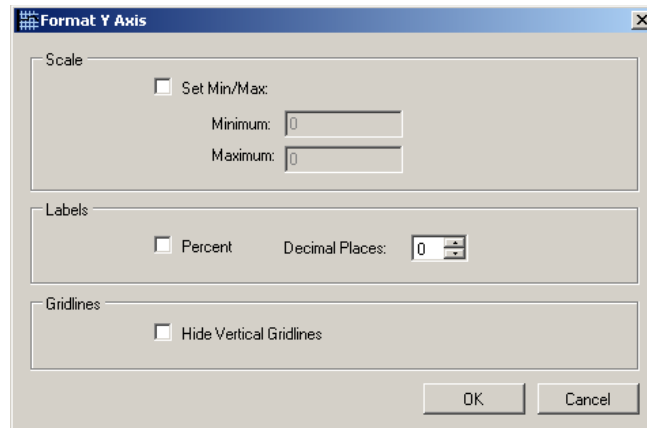 Format Y Axis
Scale
Set Min/Max:
Minimum: 0
Maximum: 0
Labels
Percent Decimal Places: 0
Gridlines
Hide Vertical Gridlines
OK Cancel